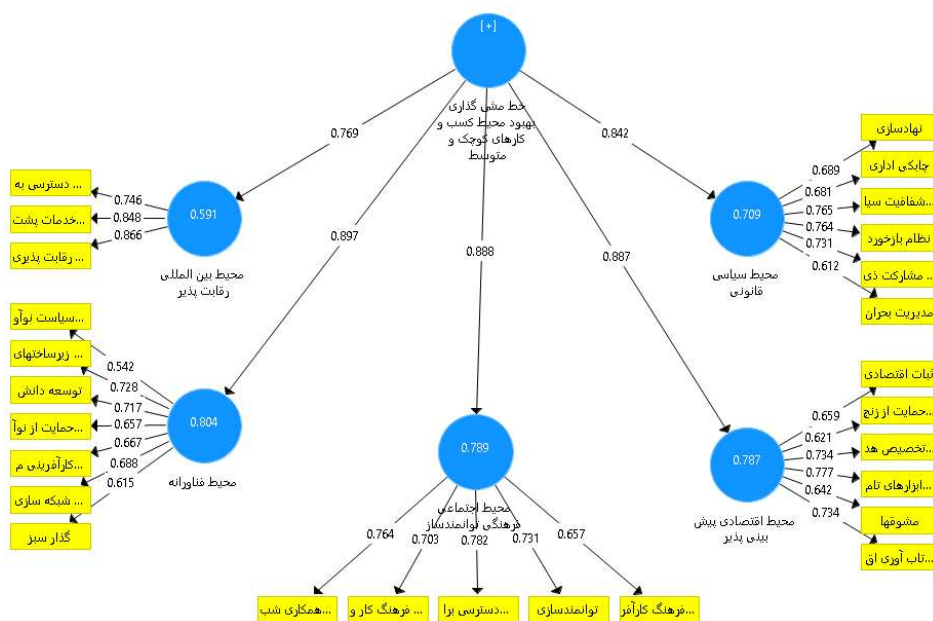 [+]
خط مشی گذاری
بهبود محیط کسب و
کارهای کوچک و
متوسط
0.769
0.897
0.888
0.887
0.842
0.591
محیط بین المللی
رقابت پذیر
دسترسی به ...
خدمات پشت...
رقابت پذیری ...
0.746
0.848
0.866
0.709
محیط سیاسی
قانونی
نهادسازی
چابکی اداری
شفافیت سیا...
نظام بازخورد
مشارکت ذی ...
مدیریت بحران
0.689
0.681
0.765
0.764
0.731
0.612
0.804
محیط فناورانه
سیاست نوآو...
زیرساختهای ...
توسعه دانش
حمایت از نوآ...
کارآفرینی م...
شبکه سازی ...
گذار سبز
0.542
0.728
0.717
0.657
0.667
0.688
0.615
0.789
محیط اجتماعی
فرهنگی توانمندساز
0.764
0.703
0.782
0.731
0.657
همکاری شب...
فرهنگ کار و ...
دسترسی برا...
توانمندسازی
فرهنگ کارآفر...
0.787
محیط اقتصادی پیش
بینی پذیر
ثبات اقتصادی
حمایت از زنج...
تخصیص هد...
ابزارهای تام...
مشوقها
تاب آوری اق...
0.659
0.621
0.734
0.777
0.642
0.734